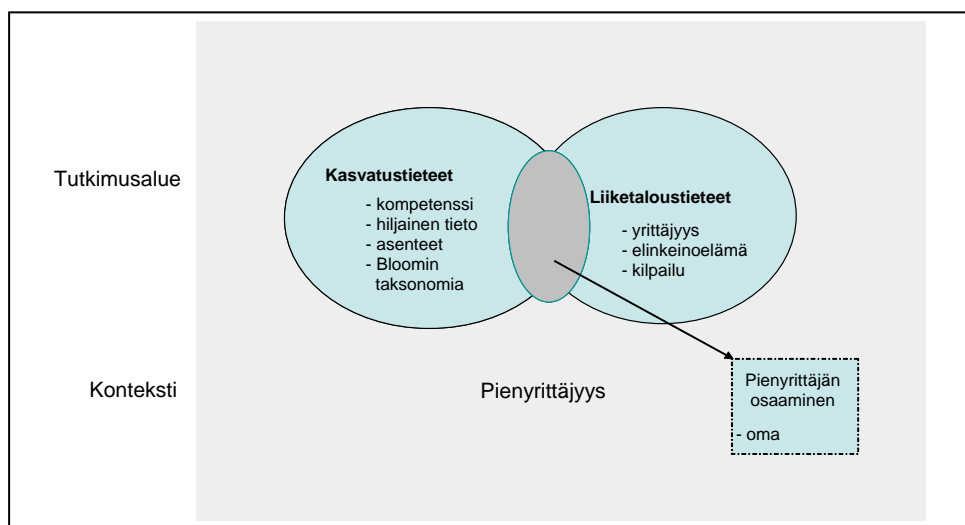 Tutkimusalue
Kasvatustieteet
- kompetenssi
- hiljainen tieto
- asenteet
- Bloomin
taksonomia
Liiketaloustieteet
- yrittäjyys
- elinkeinoelämä
- kilpailu
Konteksti
Pienyrittäjyys
Pienyrittäjän
osaaminen
- oma